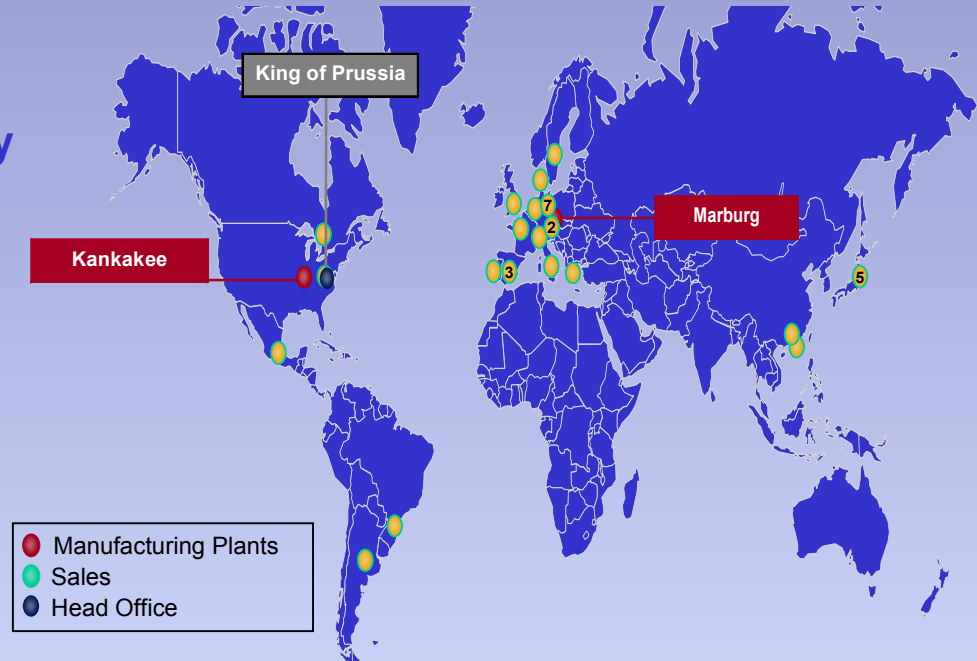 King of Prussia
y
Kankakee
Marburg
7
2
3
5
Manufacturing Plants
Sales
Head Office